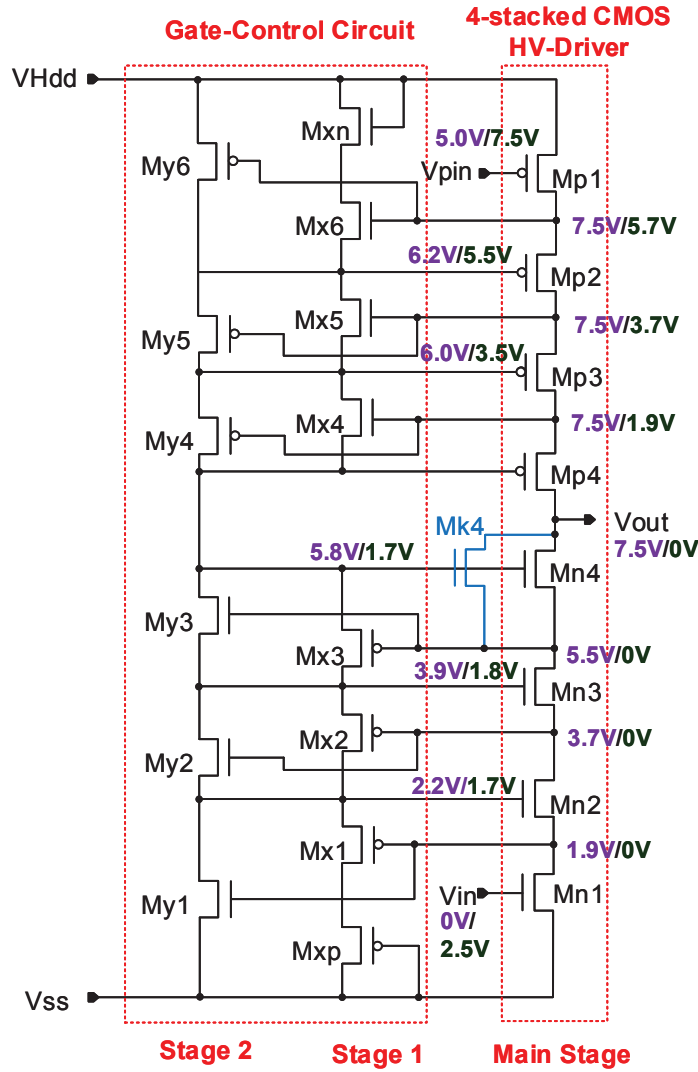 Gate-Control Circuit
4-stacked CMOS
HV-Driver
VHdd
Mxn
5.0V/7.5V
My6
Vpin
Mp1
Mx6
7.5V/5.7V
6.2V/5.5V
Mp2
Mx5
My5
7.5V/3.7V
6.0V/3.5V
Mp3
Mx4
My4
7.5V/1.9V
Mp4
Mk4
Vout
7.5V/0V
5.8V/1.7V
Mn4
My3
Mx3
5.5V/0V
3.9V/1.8V
Mn3
Mx2
3.7V/0V
My2
2.2V/1.7V
Mn2
Mx1
1.9V/0V
My1
Vin
Mn1
0V/
2.5V
Mxp
Vss
Stage 2
Stage 1
Main Stage